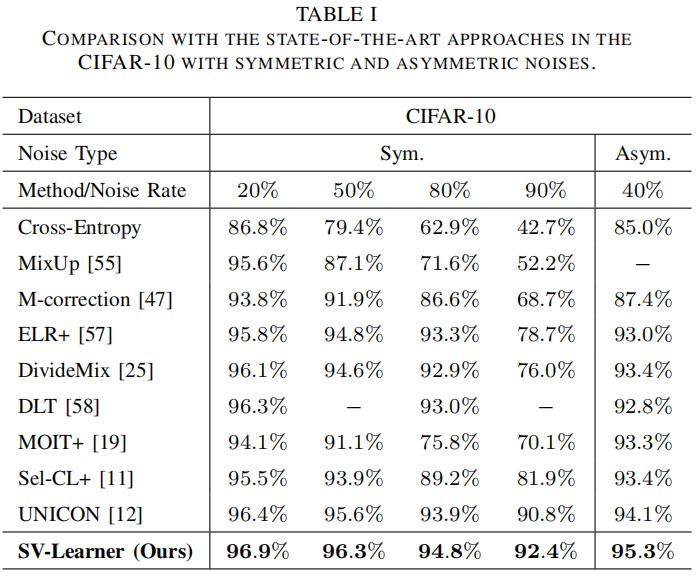 TABLE I
COMPARISON WITH THE STATE-OF-THE-ART APPROACHES IN THE
CIFAR-10 WITH SYMMETRIC AND ASYMMETRIC NOISES.
Dataset CIFAR-10
Noise Type Sym. Asym.
Method/Noise Rate 20% 50% 80% 90% 40%
Cross-Entropy 86.8% 79.4% 62.9% 42.7% 85.0%
MixUp [55] 95.6% 87.1% 71.6% 52.2% −
M-correction [47] 93.8% 91.9% 86.6% 68.7% 87.4%
ELR+ [57] 95.8% 94.8% 93.3% 78.7% 93.0%
DivideMix [25] 96.1% 94.6% 92.9% 76.0% 93.4%
DLT [58] 96.3% − 93.0% − 92.8%
MOIT+ [19] 94.1% 91.1% 75.8% 70.1% 93.3%
Sel-CL+ [11] 95.5% 93.9% 89.2% 81.9% 93.4%
UNICON [12] 96.4% 95.6% 93.9% 90.8% 94.1%
SV-Learner (Ours) 96.9% 96.3% 94.8% 92.4% 95.3%